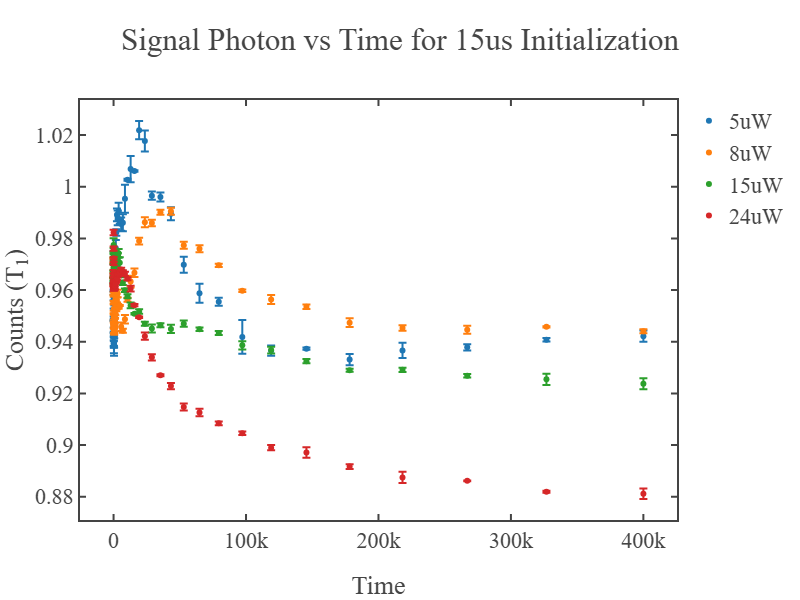 Signal Photon vs Time for 15us Initialization
1.02
1
0.98
0.96
0.94
0.92
0.9
0.88
Counts (T1)
0
100k
200k
300k
400k
Time
5uW
8uW
15uW
24uW